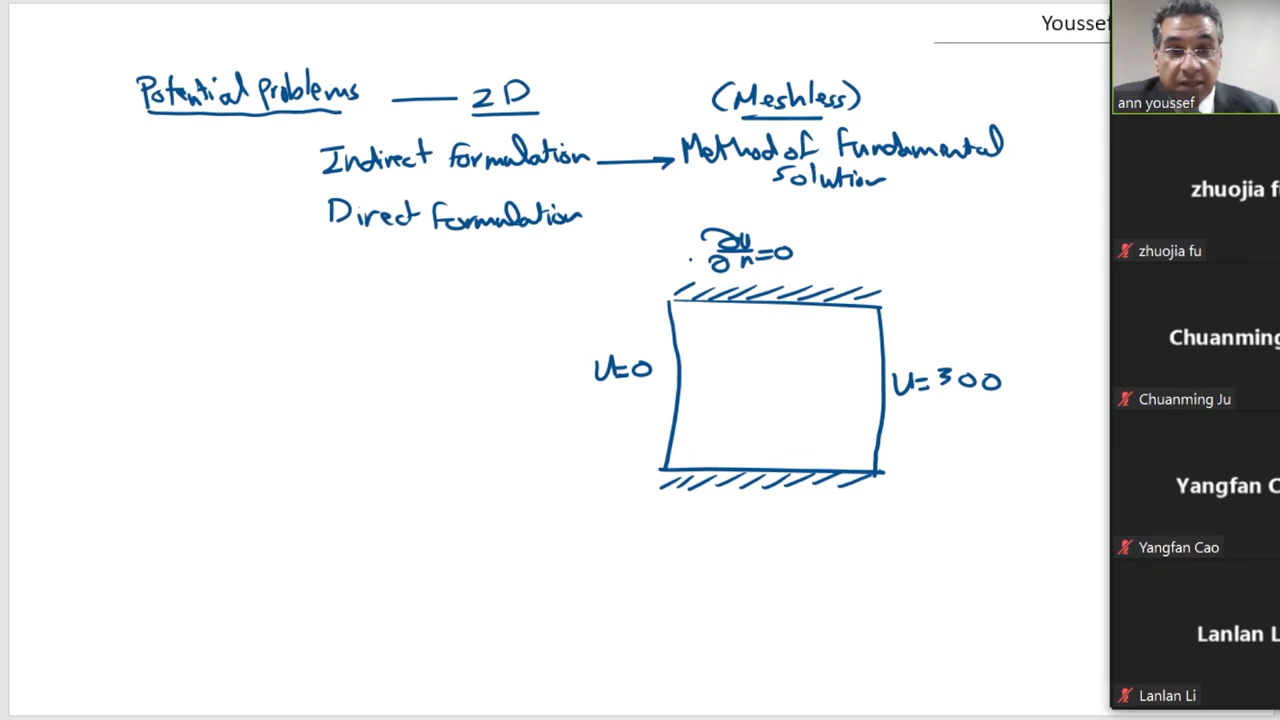 Youssef
Potential problems — 2D (Meshless)
Indirect formulation → Method of Fundamental
Solution
Direct formulation
∂u/∂n=0
U=0
U=300
ann youssef
zhuojia f
zhuojia fu
Chuanming
Chuanming Ju
Yangfan C
Yangfan Cao
Lanlan L
Lanlan Li